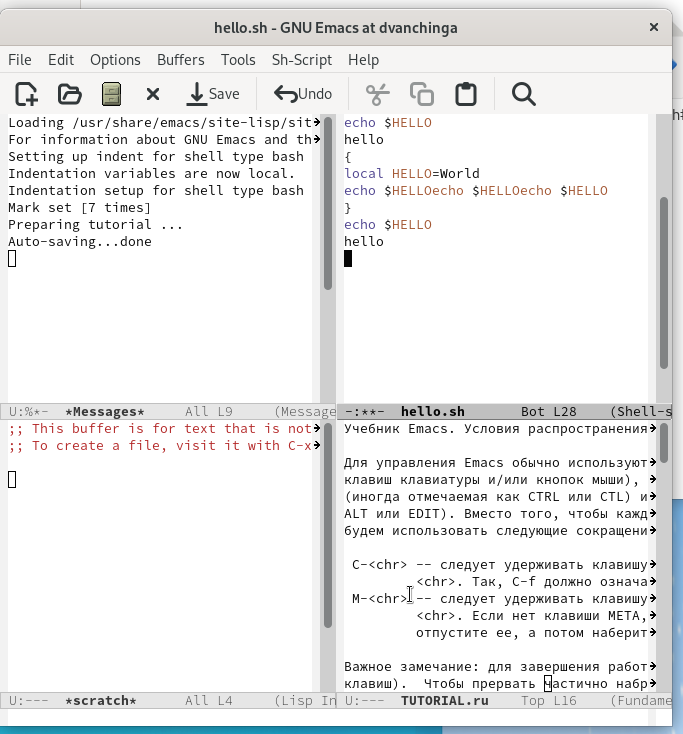 hello.sh - GNU Emacs at dvanchinga
File Edit Options Buffers Tools Sh-Script Help
Save Undo
Loading /usr/share/emacs/site-lisp/sit
For information about GNU Emacs and th
Setting up indent for shell type bash
Indentation variables are now local.
Indentation setup for shell type bash
Mark set [7 times]
Preparing tutorial ...
Auto-saving...done
U:%*- *Messages* All L9 (Messag
echo $HELLO
hello
{
local HELLO=World
echo $HELLOecho $HELLOecho $HELLO
}
echo $HELLO
hello
-:**- hello.sh Bot L28 (Shell-s
;; This buffer is for text that is not
;; To create a file, visit it with C-x
U:--- *scratch* All L4 (Lisp In
Учебник Emacs. Условия распространения
Для управления Emacs обычно используют
клавиш клавиатуры и/или кнопок мыши),
(иногда отмечаемая как CTRL или CTL) и
ALT или EDIT). Вместо того, чтобы кажд
будем использовать следующие сокращени
C-<chr> -- следует удерживать клавишу
<chr>. Так, C-f должно означа
M-<chr> -- следует удерживать клавишу
<chr>. Если нет клавиши META,
отпустите ее, а потом наберит
Важное замечание: для завершения работ
клавиш). Чтобы прервать частично набр
U:--- TUTORIAL.ru Top L16 (Fundame